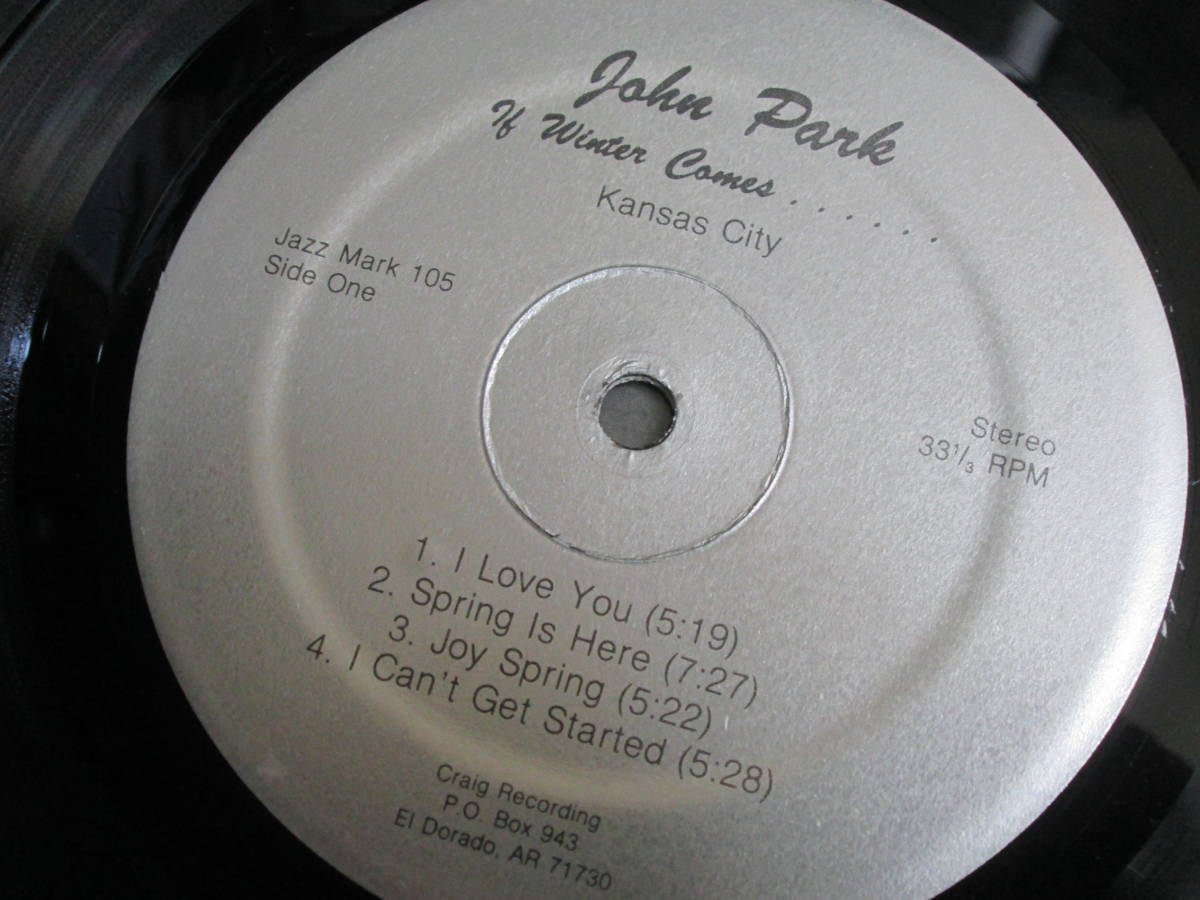 John Park
If Winter Comes.......
Kansas City
Jazz Mark 105
Side One
Stereo
33⅓ RPM
1. I Love You (5:19)
2. Spring Is Here (7:27)
3. Joy Spring (5:22)
4. I Can't Get Started (5:28)
Craig Recording
P.O. Box 943
El Dorado, AR 71730